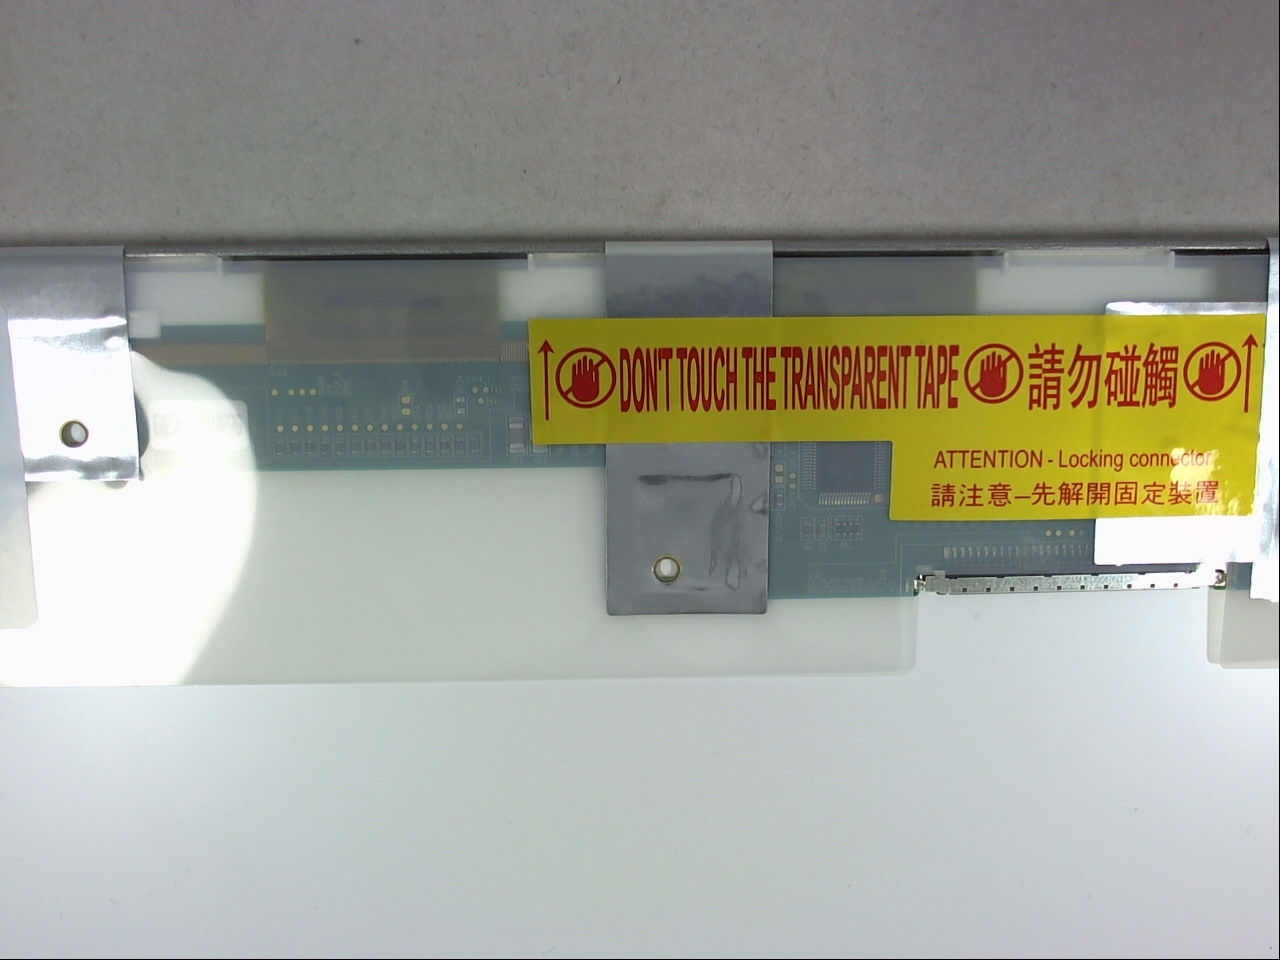 DON'T TOUCH THE TRANSPARENT TAPE 請勿碰觸
ATTENTION - Locking connector
請注意–先解開固定裝置